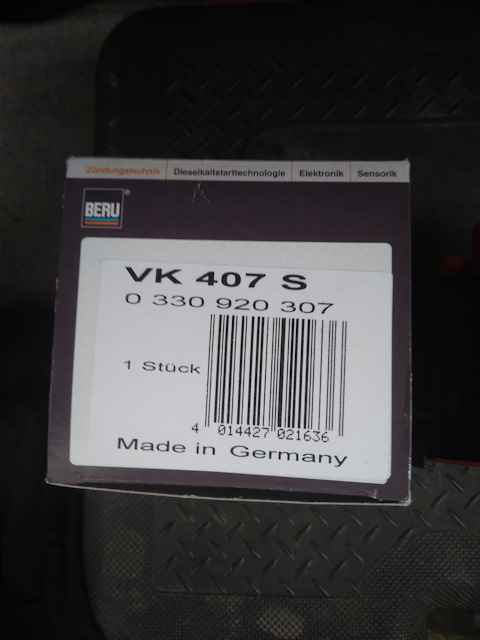 Zündungstechnik Dieselkaltstarttechnologie Elektronik Sensorik
BERU®
VK 407 S
0 330 920 307
1 Stück
4 014427 021636
Made in Germany